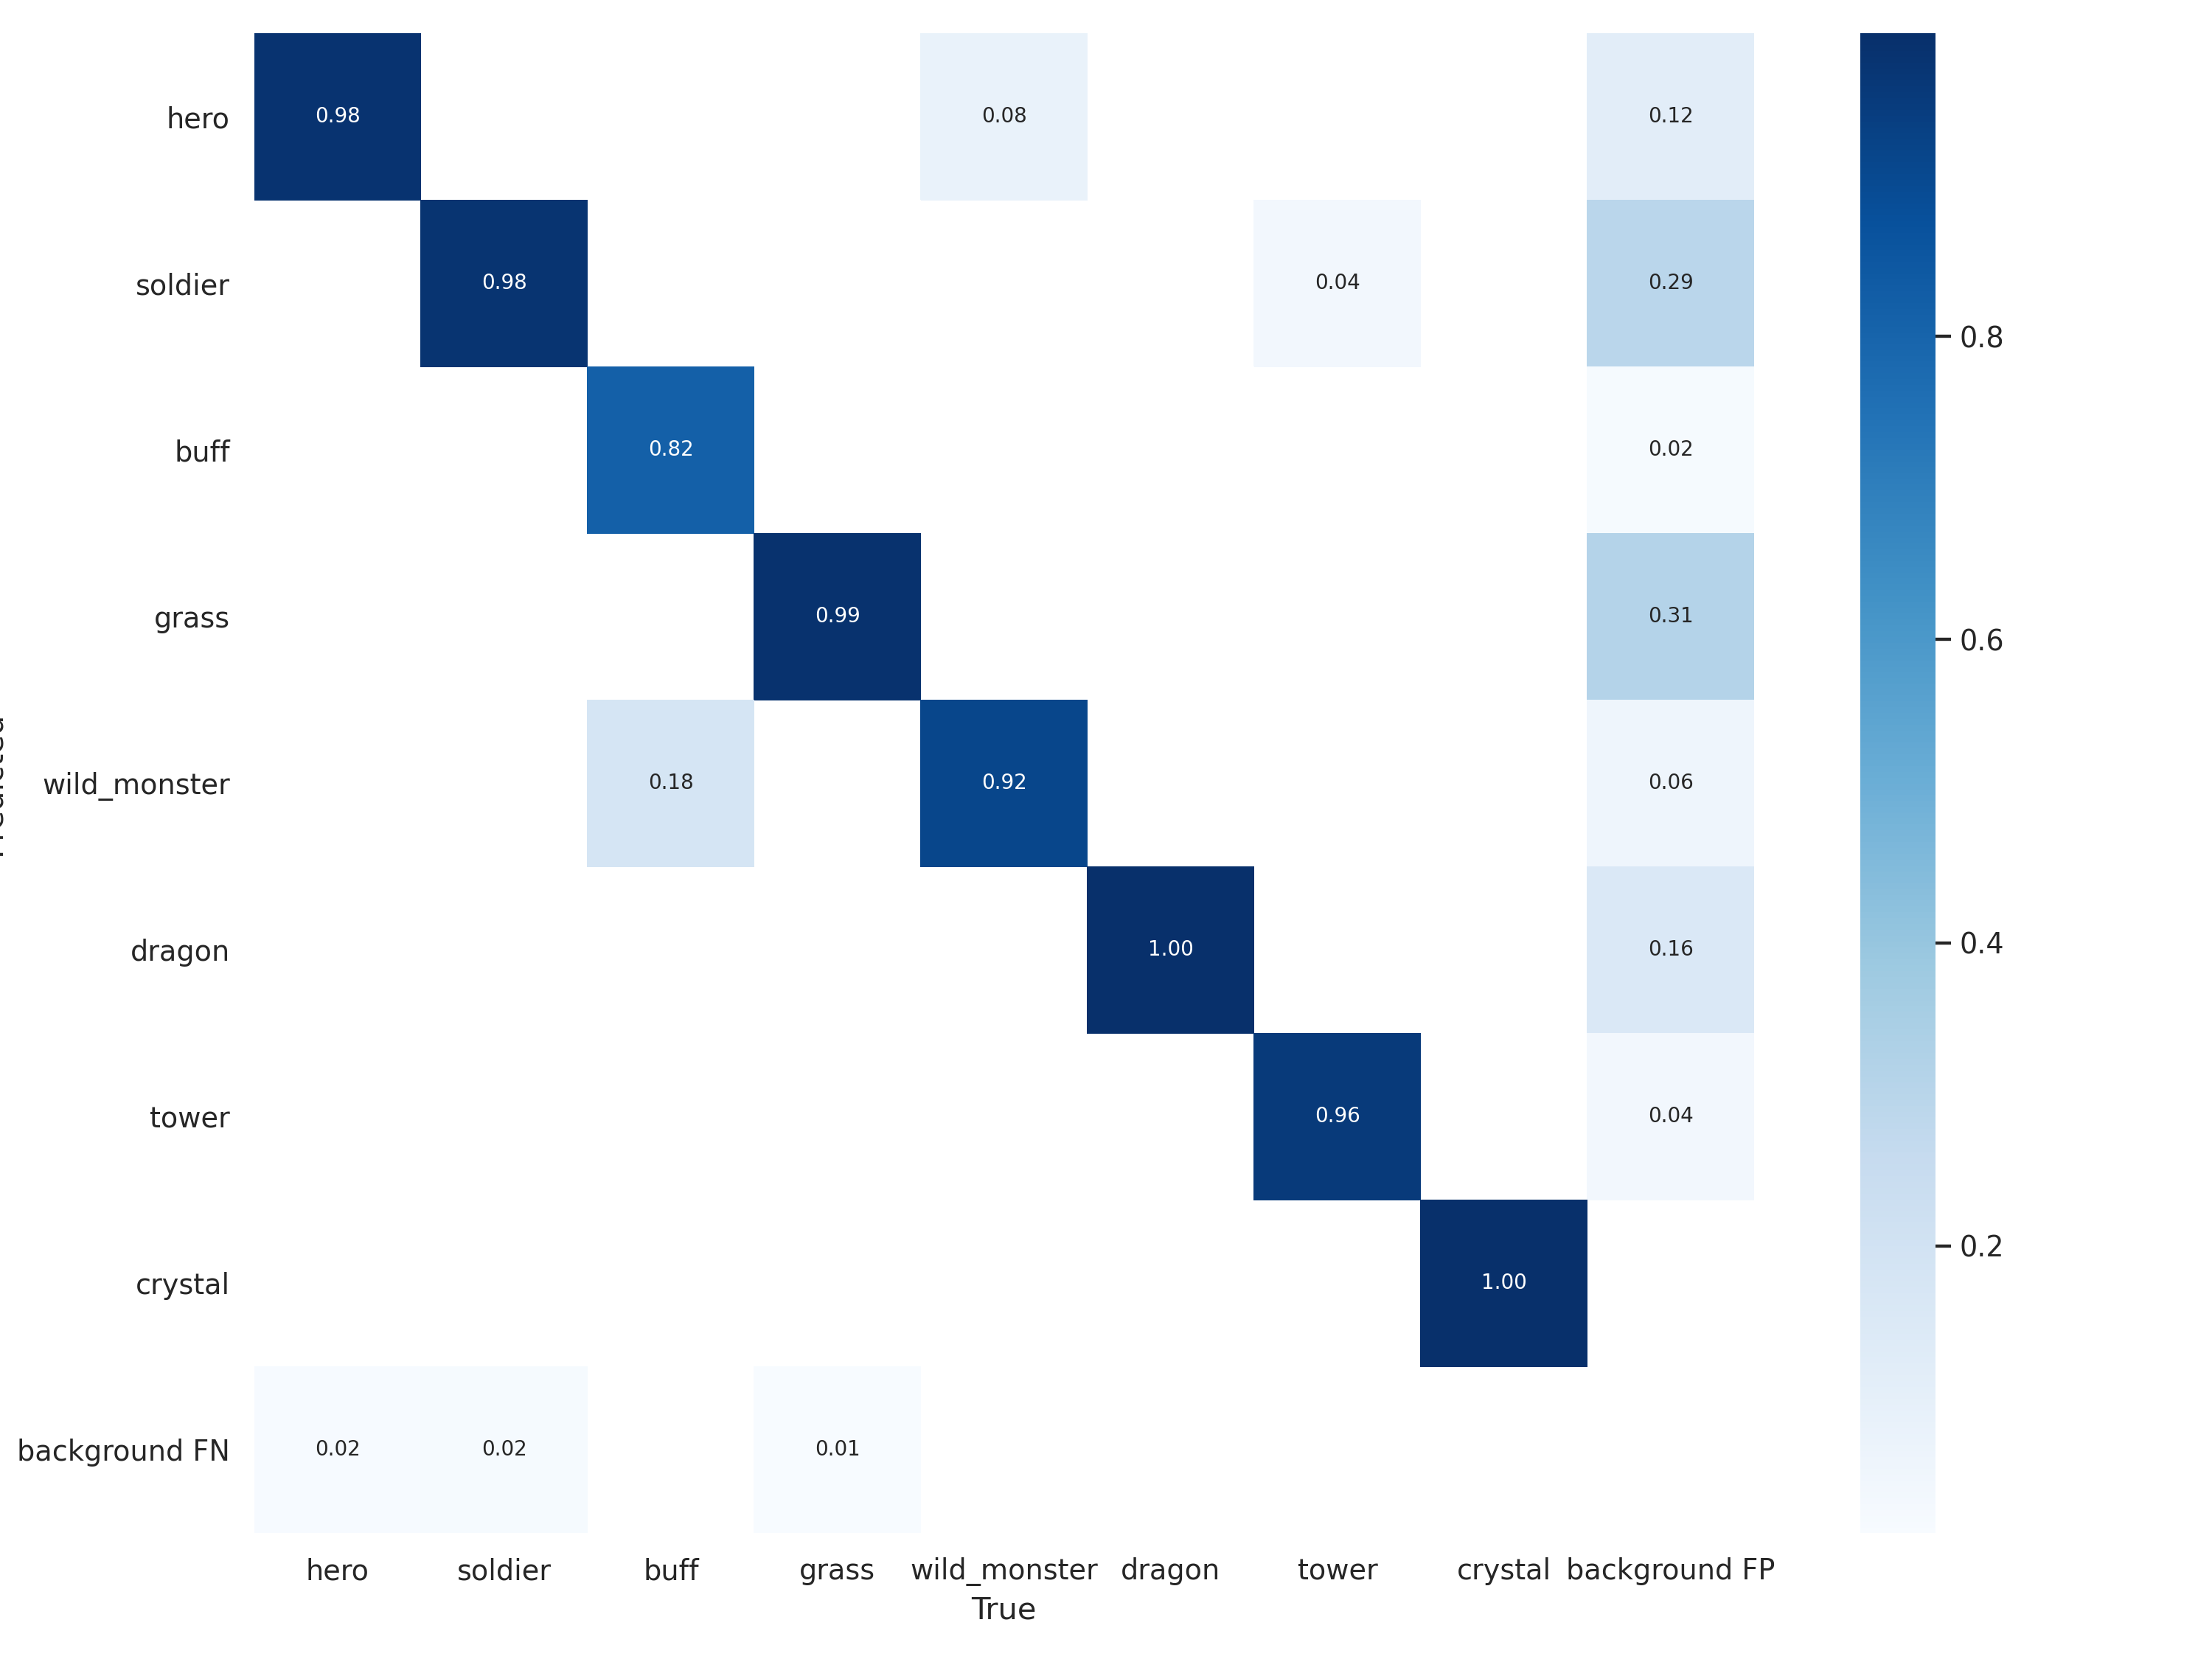 hero 0.98 0.08 0.12
soldier 0.98 0.04 0.29
0.8
buff 0.82 0.02
grass 0.99 0.31
0.6
wild_monster 0.18 0.92 0.06
dragon 1.00 0.16
0.4
tower 0.96 0.04
crystal 1.00
0.2
background FN 0.02 0.02 0.01
hero soldier buff grass wild_monster dragon tower crystal background FP
True